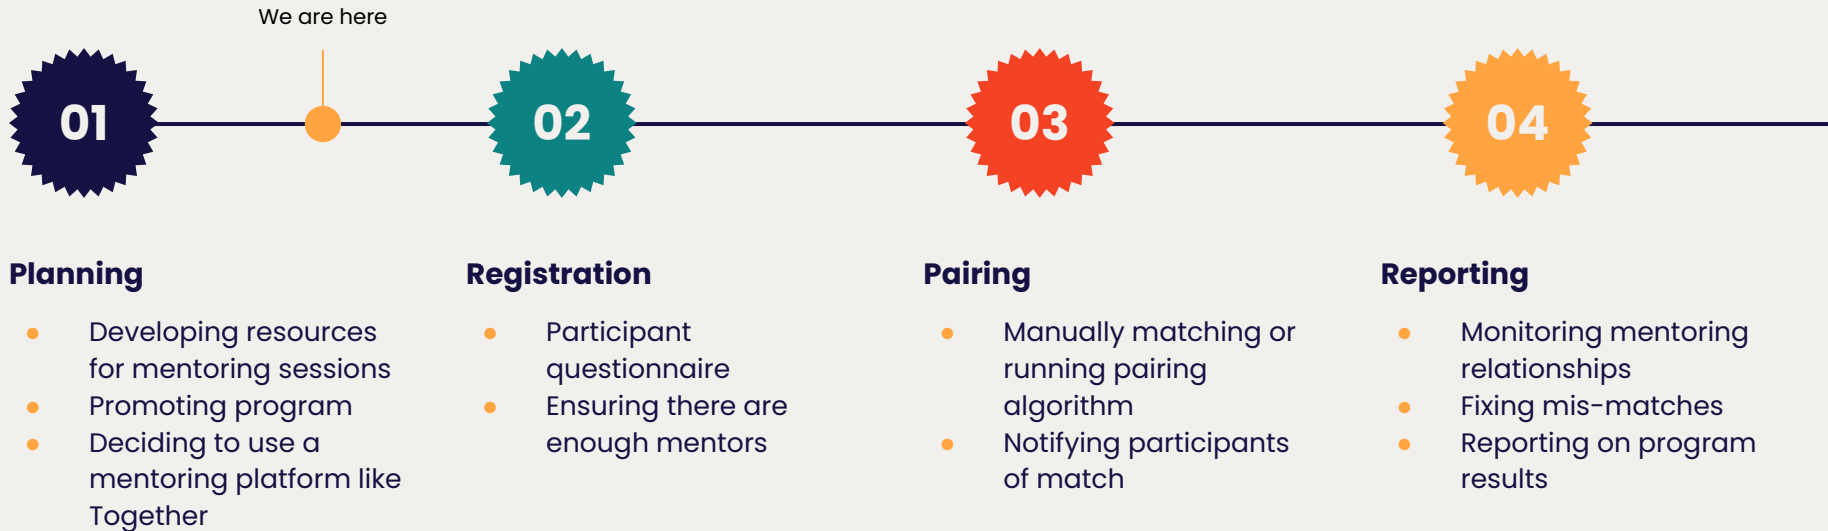 We are here
01
02
03
04
Planning
Developing resources
for mentoring sessions
Promoting program
Deciding to use a
mentoring platform like
Together
Registration
Participant
questionnaire
Ensuring there are
enough mentors
Pairing
Manually matching or
running pairing
algorithm
Notifying participants
of match
Reporting
Monitoring mentoring
relationships
Fixing mis-matches
Reporting on program
results